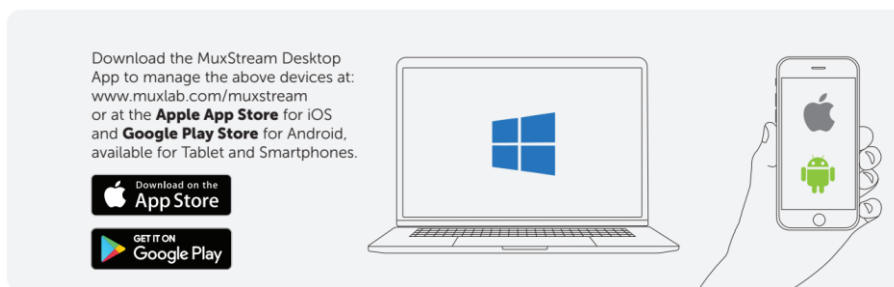 Download the MuxStream Desktop
App to manage the above devices at:
www.muxlab.com/muxstream
or at the Apple App Store for iOS
and Google Play Store for Android,
available for Tablet and Smartphones.
Download on the
App Store
GET IT ON
Google Play